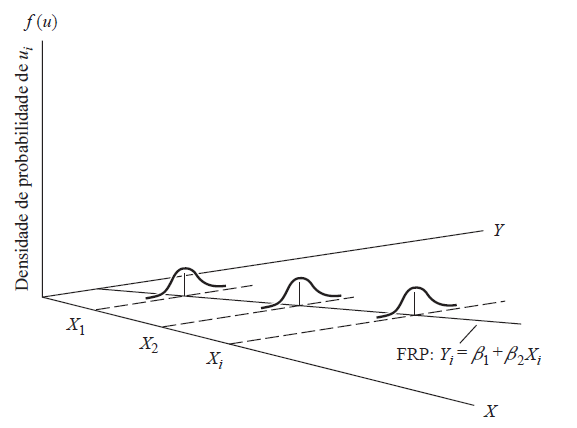 f(u)
Densidade de probabilidade de uᵢ
Y
X₁
X₂
Xᵢ
FRP: Yᵢ = β₁ + β₂Xᵢ
X